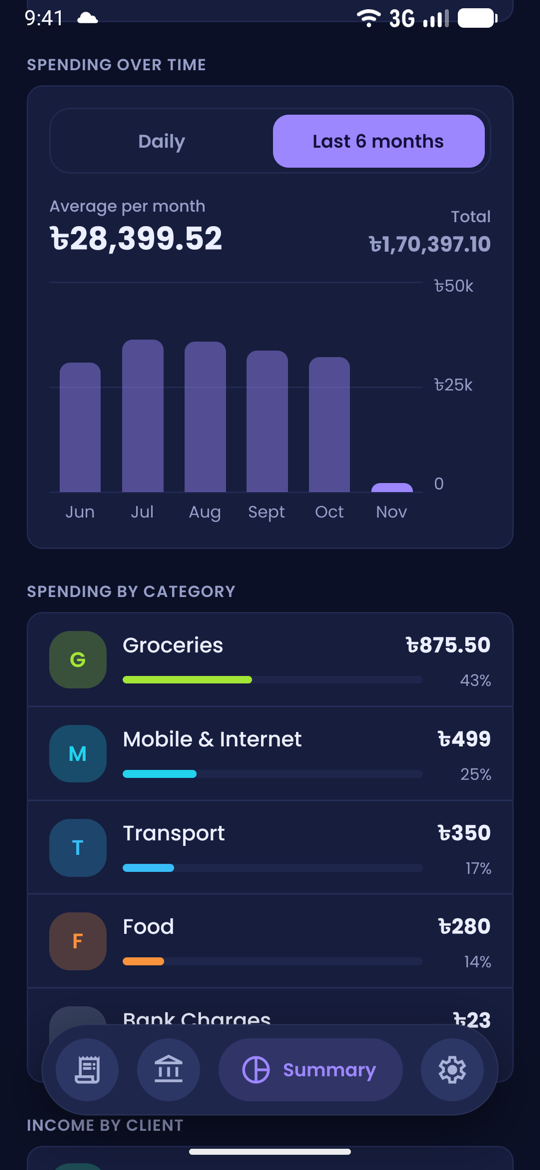 9:41
3G
SPENDING OVER TIME
Daily
Last 6 months
Average per month
Total
৳28,399.52
৳1,70,397.10
৳50k
৳25k
0
Jun Jul Aug Sept Oct Nov
SPENDING BY CATEGORY
G
Groceries
৳875.50
43%
M
Mobile & Internet
৳499
25%
T
Transport
৳350
17%
F
Food
৳280
14%
Bank Charges
৳23
Summary
INCOME BY CLIENT